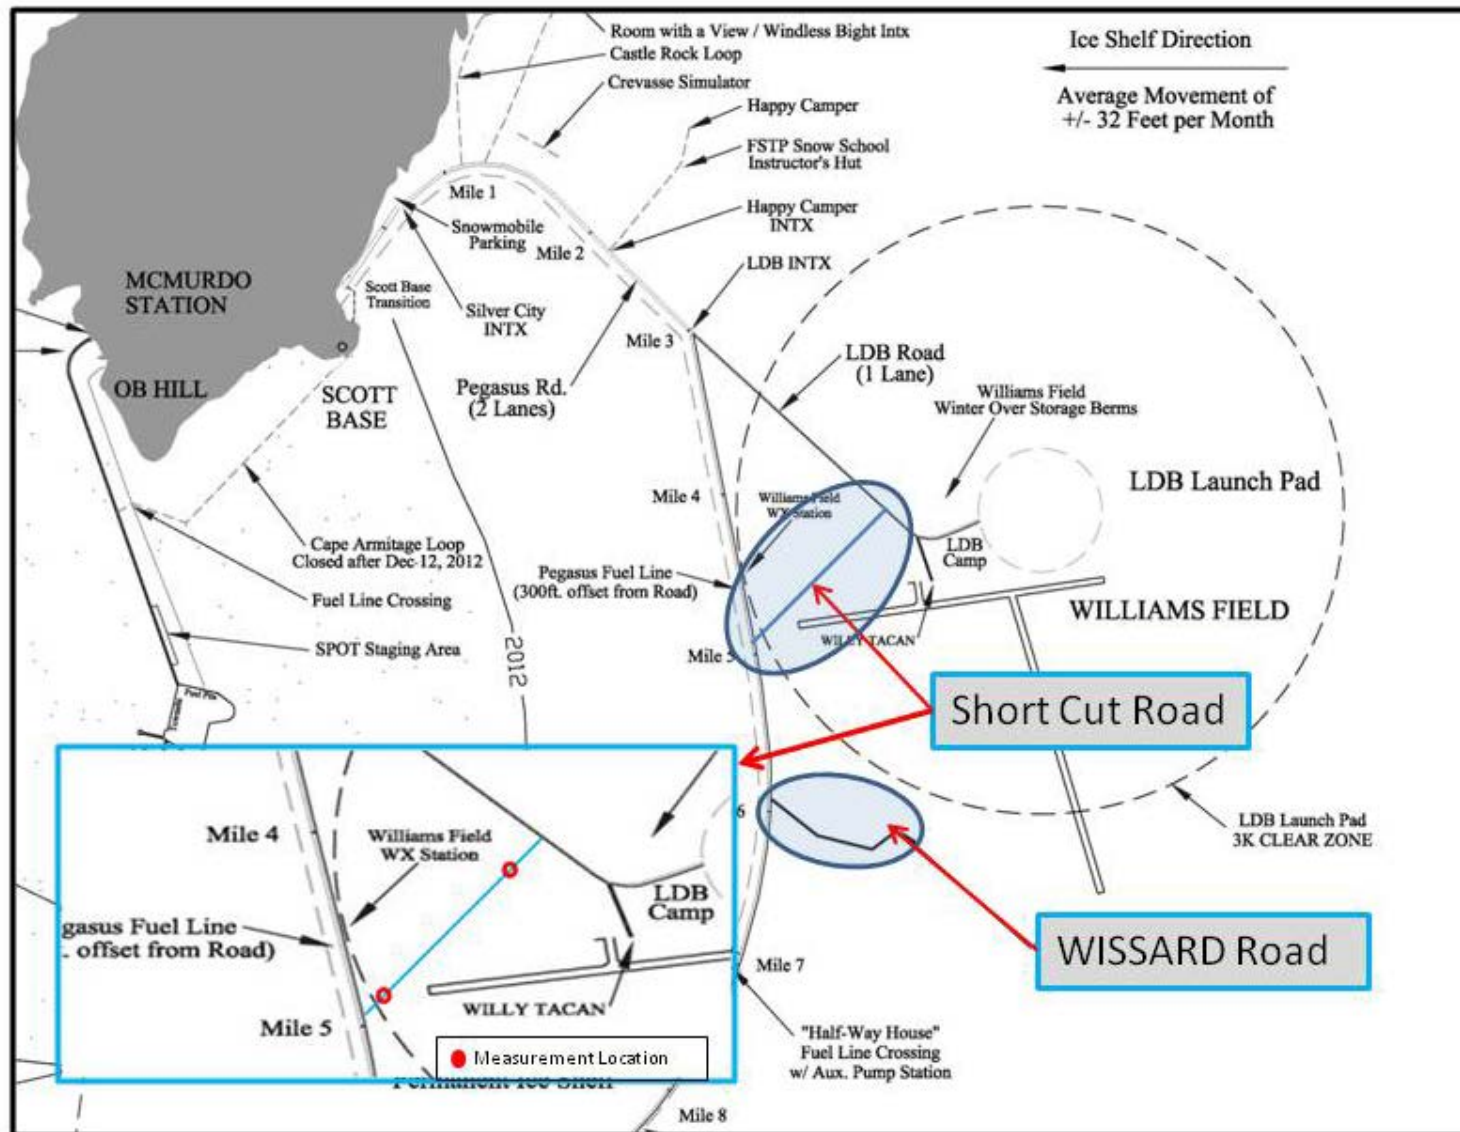 Room with a View / Windless Bight Intx
Castle Rock Loop
Crevasse Simulator
Happy Camper
FSTP Snow School
Instructor's Hut
Ice Shelf Direction
Average Movement of
+/- 32 Feet per Month
Mile 1
Snowmobile
Parking
Mile 2
Happy Camper
INTX
LDB INTX
MCMURDO
STATION
Scott Base
Transition
Silver City
INTX
Mile 3
LDB Road
(1 Lane)
OB HILL
SCOTT
BASE
Pegasus Rd.
(2 Lanes)
Williams Field
Winter Over Storage Berms
LDB Launch Pad
Mile 4
Williams Field
WX Station
LDB
Camp
Cape Armitage Loop
Closed after Dec-12, 2012
Pegasus Fuel Line
(300ft. offset from Road)
Fuel Line Crossing
WILLIAMS FIELD
WILLY TACAN
SPOT Staging Area
2012
Mile 5
Fuel Pits
Short Cut Road
6
LDB Launch Pad
3K CLEAR ZONE
WISSARD Road
Mile 4
Williams Field
WX Station
LDB
Camp
gasus Fuel Line
. offset from Road)
WILLY TACAN
Mile 5
Measurement Location
Permanent Ice Shelf
Mile 7
"Half-Way House"
Fuel Line Crossing
w/ Aux. Pump Station
Mile 8